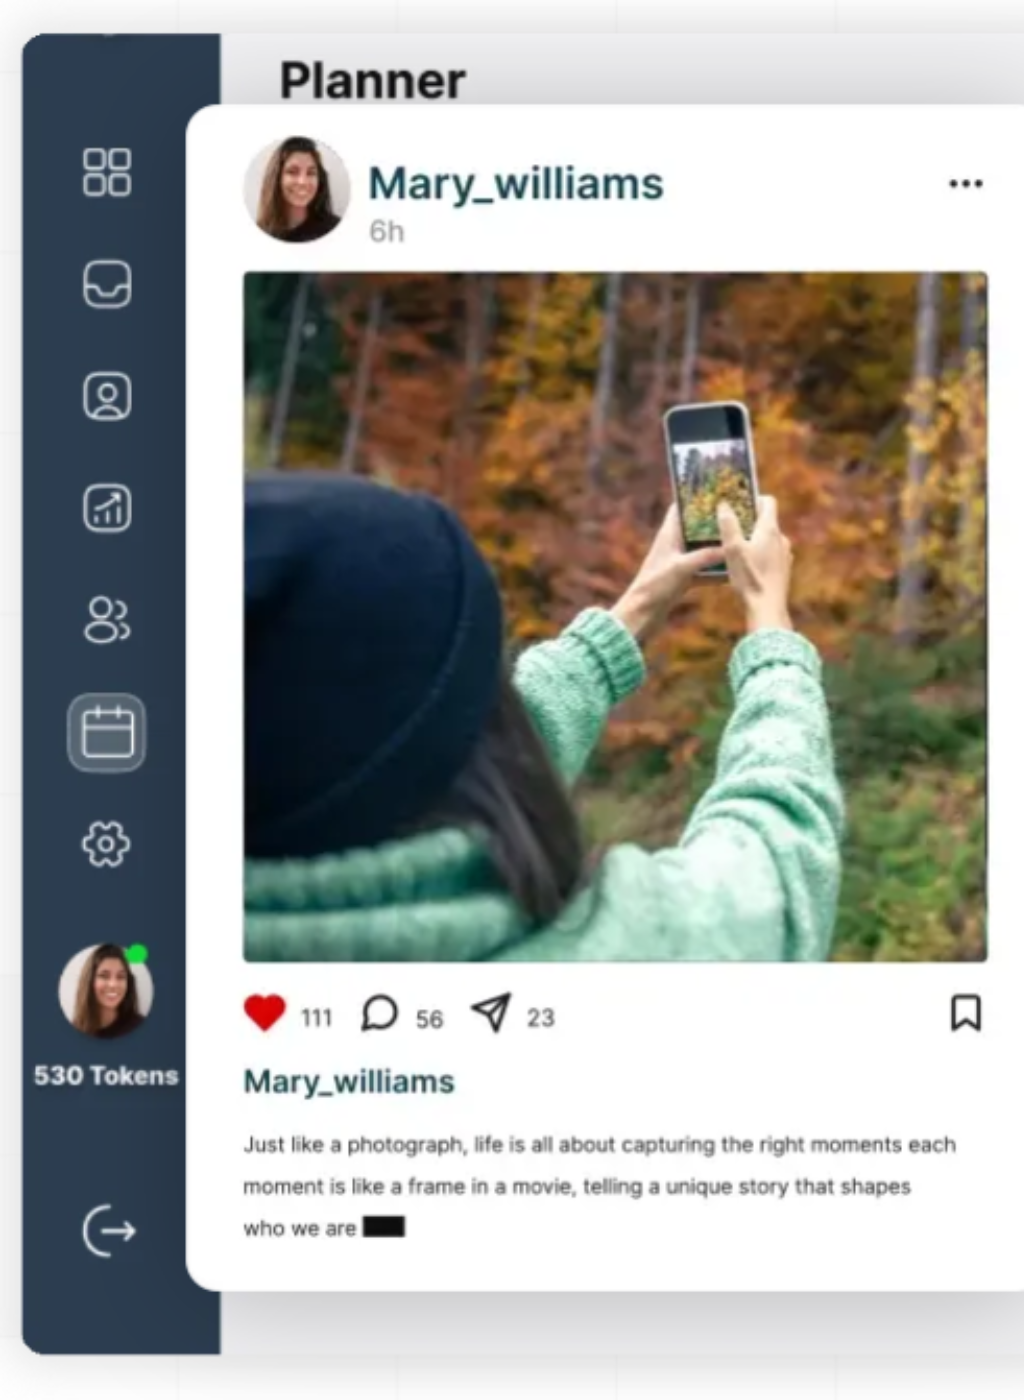 Planner
Mary_williams
6h
111 56 23
530 Tokens
Mary_williams
Just like a photograph, life is all about capturing the right moments each
moment is like a frame in a movie, telling a unique story that shapes
who we are